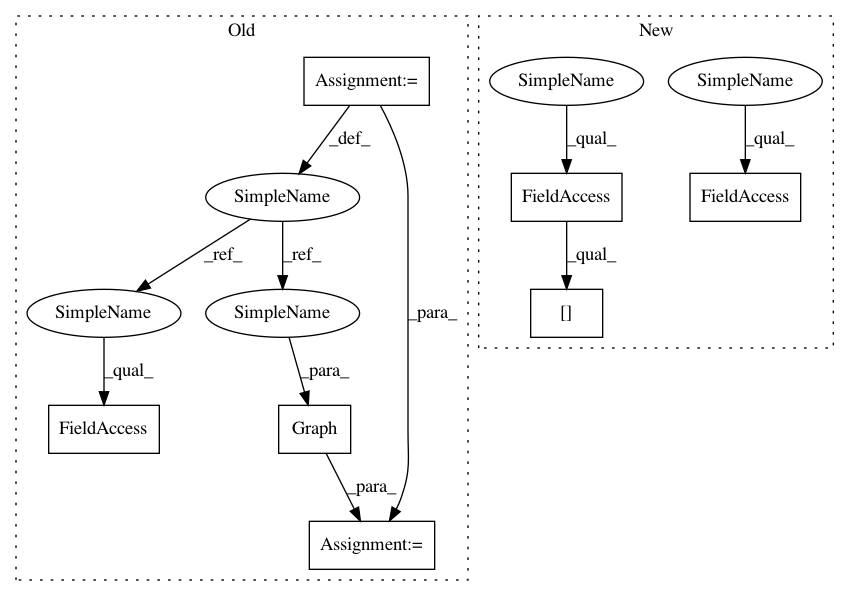 Old
New
Assignment:=
SimpleName
SimpleName
_def_
_qual_
_qual_
SimpleName
FieldAccess
FieldAccess
_ref_
_ref_
_qual_
SimpleName
SimpleName
_para_
[]
_qual_
_para_
FieldAccess
Graph
_para_
Assignment:=